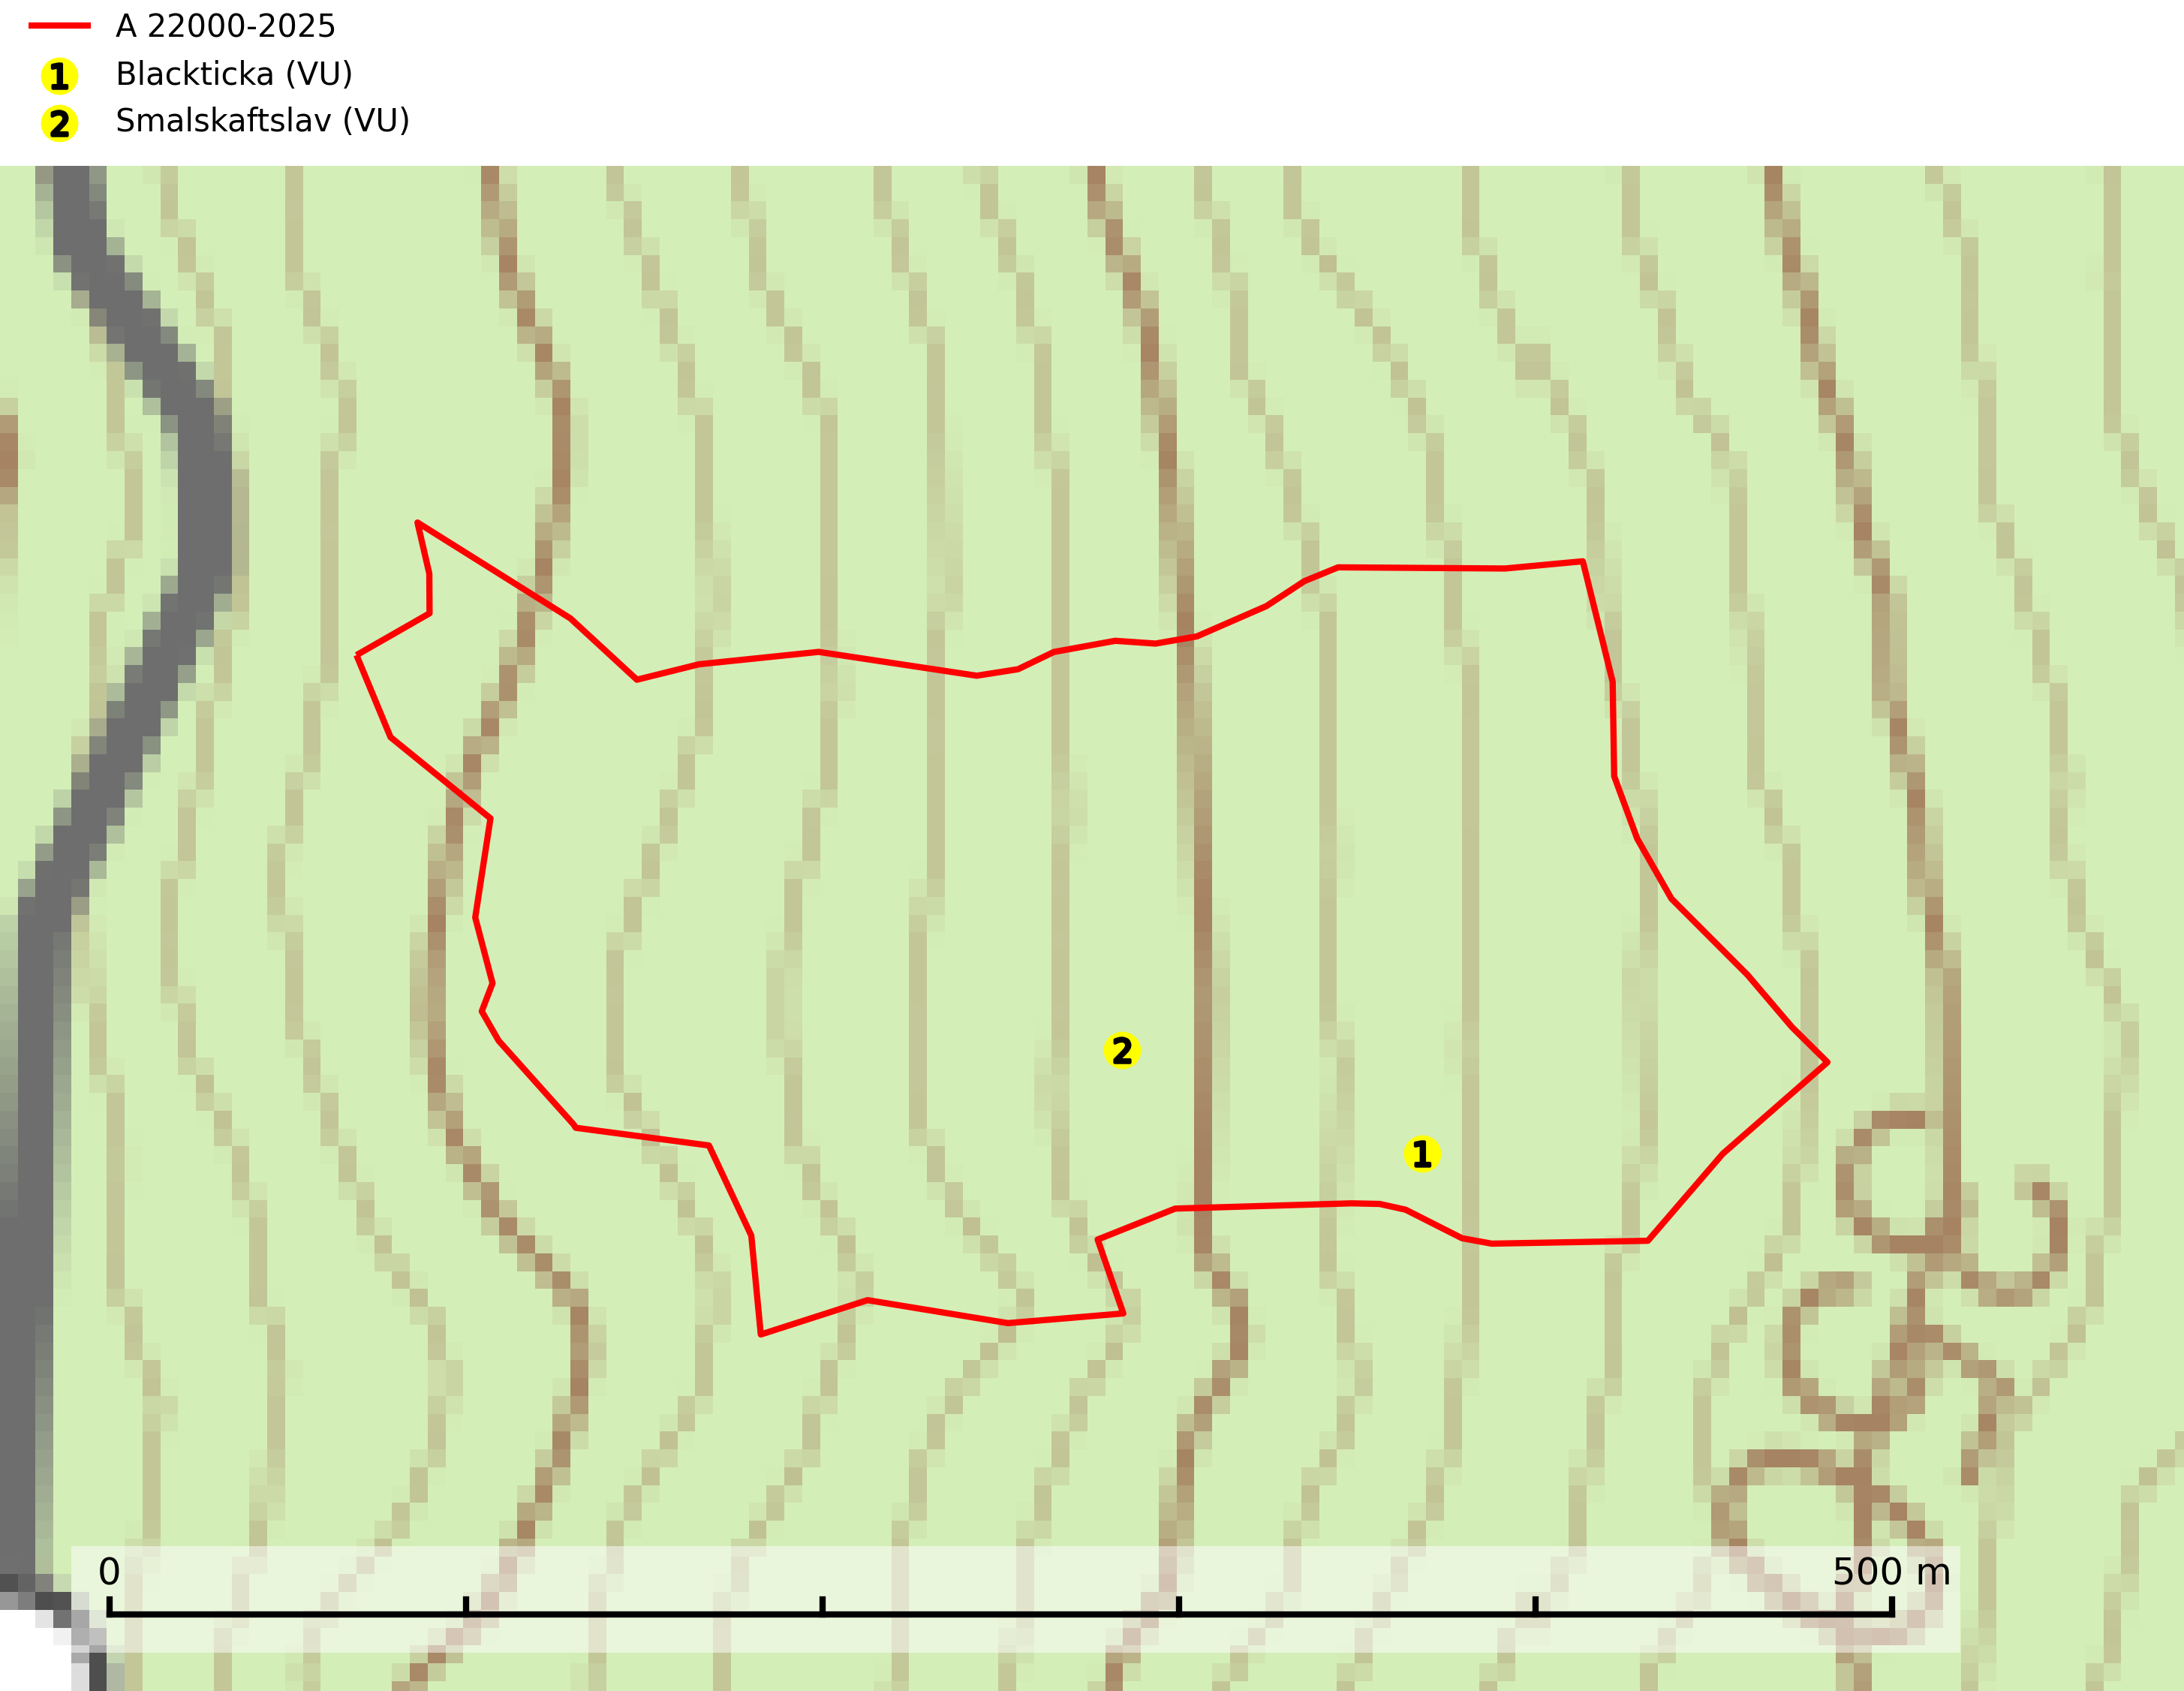 A 22000-2025
1 Blackticka (VU)
2 Smalskaftslav (VU)
2
1
0 500 m